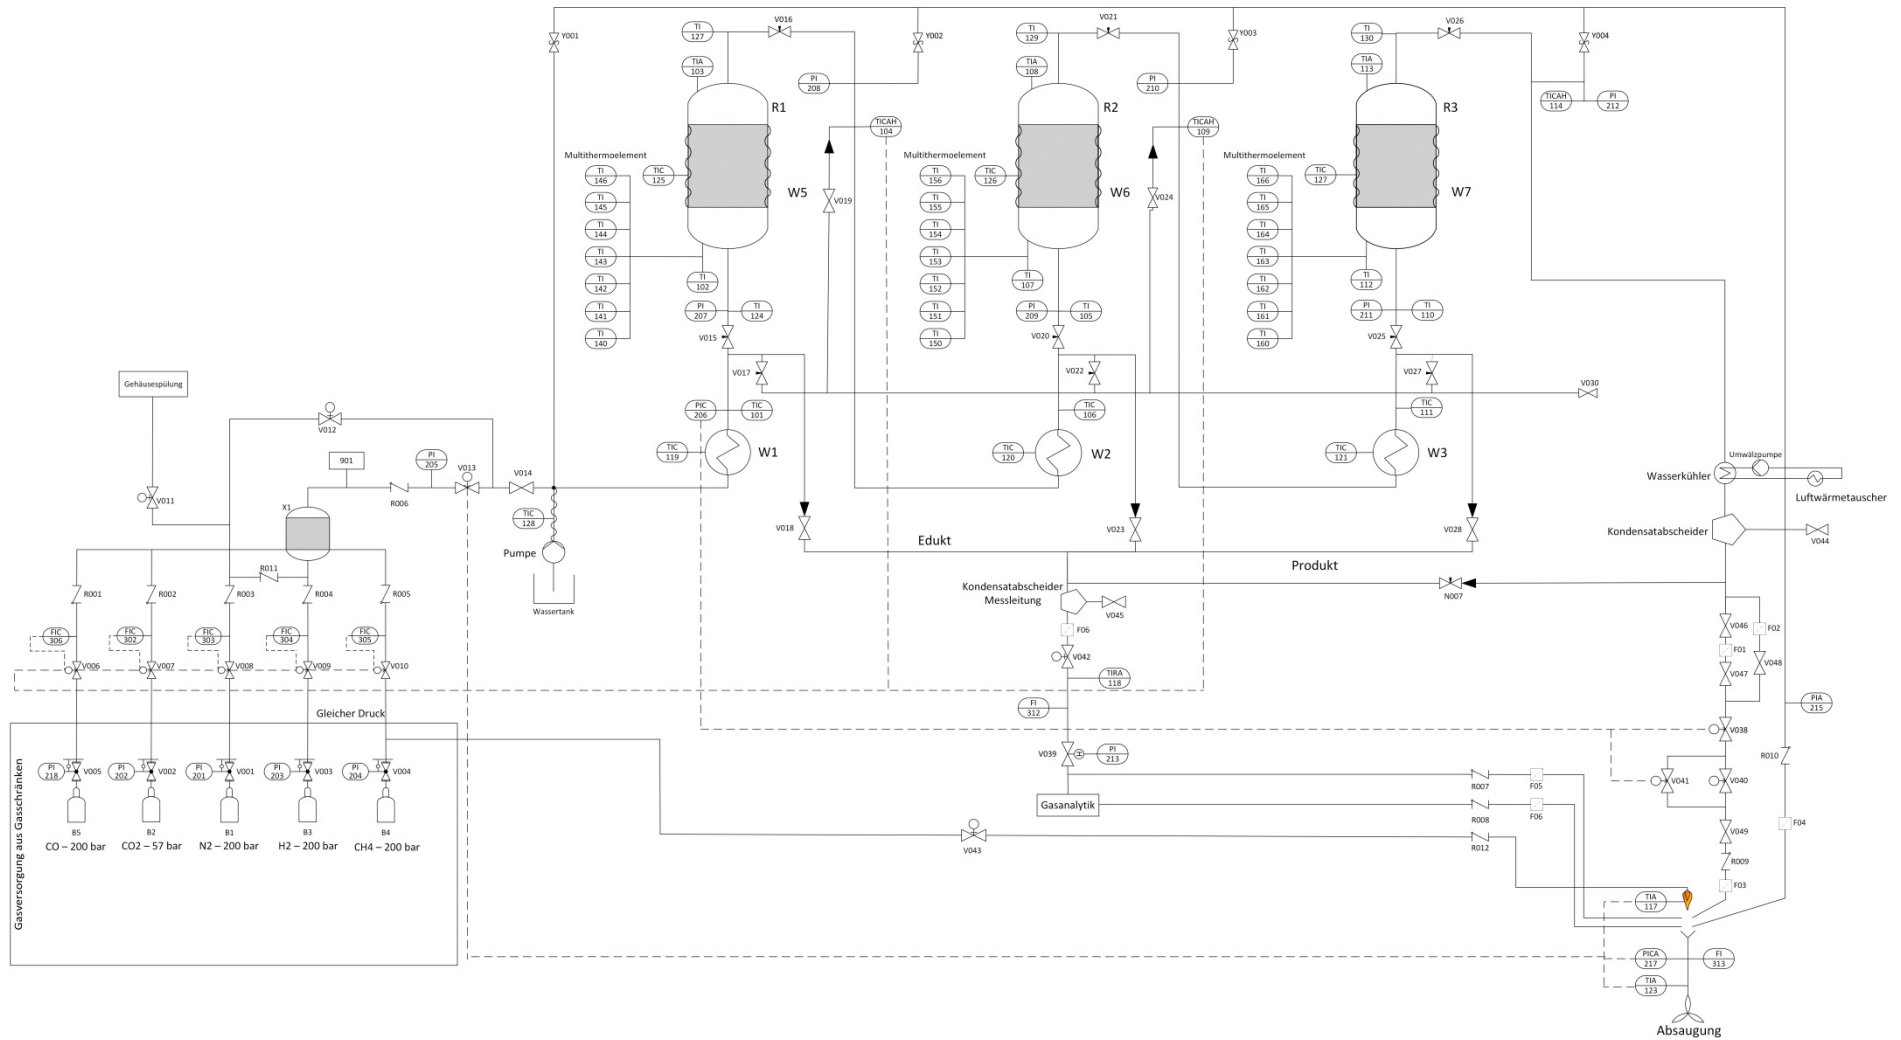 TI
127
V016
Y001
Y002
TI
129
V021
Y003
TI
130
V026
Y004
TIA
103
PI
208
TIA
108
PI
210
TIA
113
TICAH
114
PI
212
R1
R2
R3
TICAH
104
TICAH
109
Multithermoelement
TI
146
TI
145
TI
144
TI
143
TI
142
TI
141
TI
140
TIC
125
W5
V019
TI
102
PI
207
TI
124
V015
Multithermoelement
TI
156
TI
155
TI
154
TI
153
TI
152
TI
151
TI
150
TIC
126
W6
V024
TI
107
PI
209
TI
105
V020
Multithermoelement
TI
166
TI
165
TI
164
TI
163
TI
162
TI
161
TI
160
TIC
127
W7
TI
112
PI
211
TI
110
V025
V017
V022
V027
V030
Gehäusespülung
V012
PIC
206
TIC
101
TIC
106
TIC
111
TIC
119
W1
TIC
120
W2
TIC
121
W3
901
PI
205
V013
V014
V011
R006
X1
TIC
128
Pumpe
Wassertank
V018
V023
V028
Edukt
Produkt
Wasserkühler
Umwälzpumpe
Luftwärmetauscher
Kondensatabscheider
V044
R011
R001
R002
R003
R004
R005
FIC
306
FIC
302
FIC
303
FIC
304
FIC
305
V006
V007
V008
V009
V010
Kondensatabscheider
Messleitung
V045
N007
F06
V042
TIRA
118
FI
312
V039
H
PI
213
V046
F02
F01
V048
V047
V038
PIA
215
R010
V041
V040
Gleicher Druck
Gasversorgung aus Gasschränken
PI
218
V005
PI
202
V002
PI
201
V001
PI
203
V003
PI
204
V004
B5
B2
B1
B3
B4
CO – 200 bar
CO2 – 57 bar
N2 – 200 bar
H2 – 200 bar
CH4 – 200 bar
Gasanalytik
R007
F05
R008
F06
V043
R012
V049
F04
R009
F03
TIA
117
PICA
217
FI
313
TIA
123
Absaugung